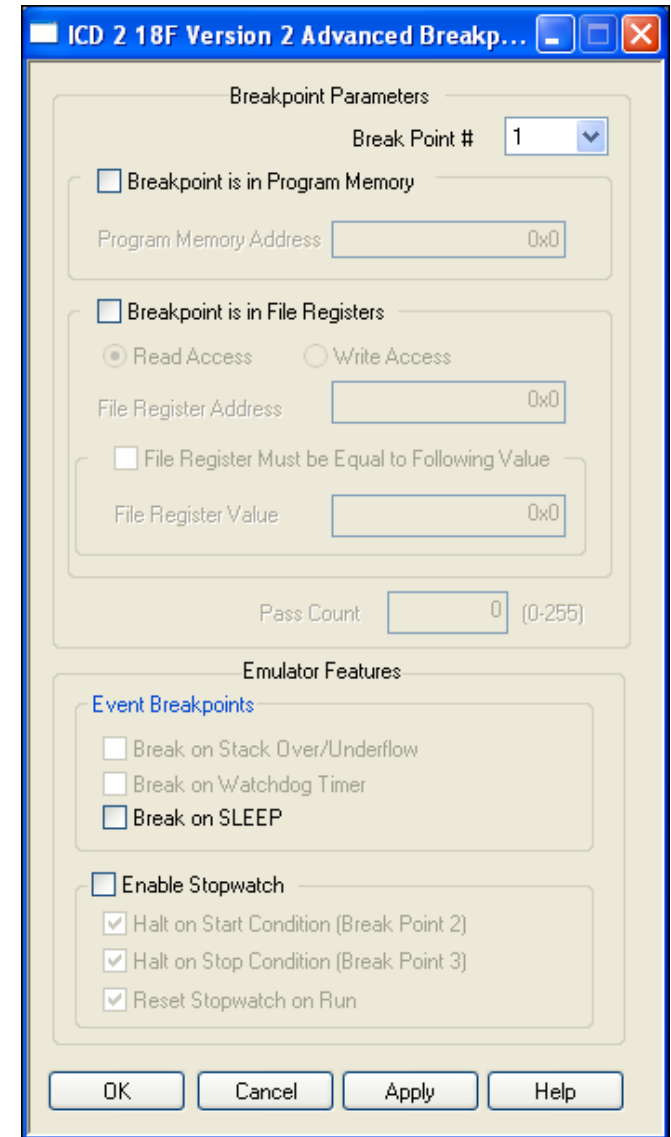 ICD 2 18F Version 2 Advanced Breakp...
Breakpoint Parameters
Break Point # 1
Breakpoint is in Program Memory
Program Memory Address 0x0
Breakpoint is in File Registers
Read Access Write Access
File Register Address 0x0
File Register Must be Equal to Following Value
File Register Value 0x0
Pass Count 0 (0-255)
Emulator Features
Event Breakpoints
Break on Stack Over/Underflow
Break on Watchdog Timer
Break on SLEEP
Enable Stopwatch
Halt on Start Condition (Break Point 2)
Halt on Stop Condition (Break Point 3)
Reset Stopwatch on Run
OK Cancel Apply Help